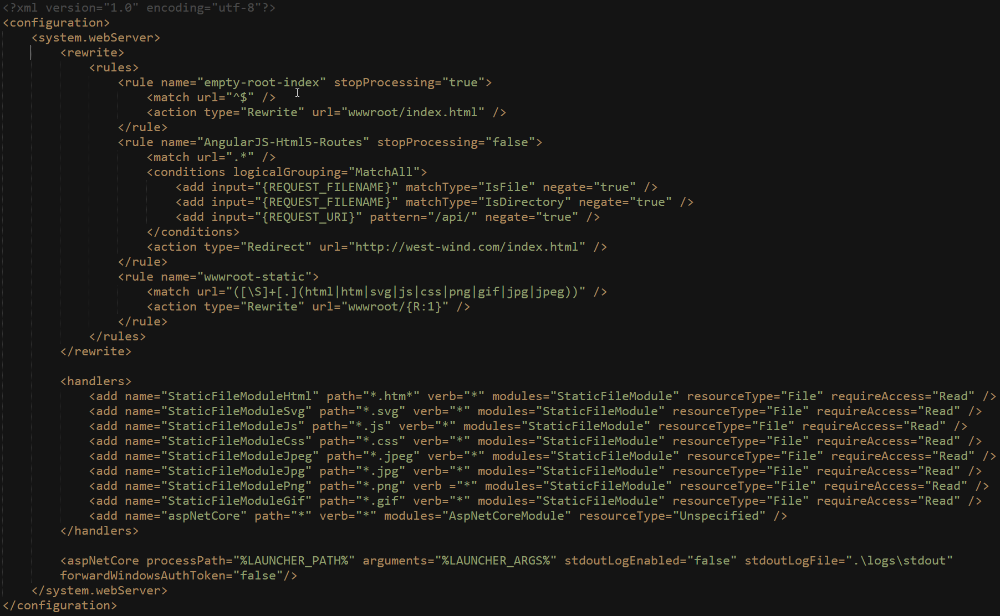 <?xml version="1.0" encoding="utf-8"?>
<configuration>
    <system.webServer>
        <rewrite>
            <rules>
                <rule name="empty-root-index" stopProcessing="true">
                    <match url="^$" />
                    <action type="Rewrite" url="wwwroot/index.html" />
                </rule>
                <rule name="AngularJS-Html5-Routes" stopProcessing="false">
                    <match url=".*" />
                    <conditions logicalGrouping="MatchAll">
                        <add input="{REQUEST_FILENAME}" matchType="IsFile" negate="true" />
                        <add input="{REQUEST_FILENAME}" matchType="IsDirectory" negate="true" />
                        <add input="{REQUEST_URI}" pattern="/api/" negate="true" />
                    </conditions>
                    <action type="Redirect" url="http://west-wind.com/index.html" />
                </rule>
                <rule name="wwwroot-static">
                    <match url="([\S]+[.](html|htm|svg|js|css|png|gif|jpg|jpeg))" />
                    <action type="Rewrite" url="wwwroot/{R:1}" />
                </rule>
            </rules>
        </rewrite>

        <handlers>
            <add name="StaticFileModuleHtml" path="*.htm*" verb="*" modules="StaticFileModule" resourceType="File" requireAccess="Read" />
            <add name="StaticFileModuleSvg" path="*.svg" verb="*" modules="StaticFileModule" resourceType="File" requireAccess="Read" />
            <add name="StaticFileModuleJs" path="*.js" verb="*" modules="StaticFileModule" resourceType="File" requireAccess="Read" />
            <add name="StaticFileModuleCss" path="*.css" verb="*" modules="StaticFileModule" resourceType="File" requireAccess="Read" />
            <add name="StaticFileModuleJpeg" path="*.jpeg" verb="*" modules="StaticFileModule" resourceType="File" requireAccess="Read" />
            <add name="StaticFileModuleJpg" path="*.jpg" verb="*" modules="StaticFileModule" resourceType="File" requireAccess="Read" />
            <add name="StaticFileModulePng" path="*.png" verb ="*" modules="StaticFileModule" resourceType="File" requireAccess="Read" />
            <add name="StaticFileModuleGif" path="*.gif" verb="*" modules="StaticFileModule" resourceType="File" requireAccess="Read" />
            <add name="aspNetCore" path="*" verb="*" modules="AspNetCoreModule" resourceType="Unspecified" />
        </handlers>

        <aspNetCore processPath="%LAUNCHER_PATH%" arguments="%LAUNCHER_ARGS%" stdoutLogEnabled="false" stdoutLogFile=".\logs\stdout"
        forwardWindowsAuthToken="false"/>
    </system.webServer>
</configuration>